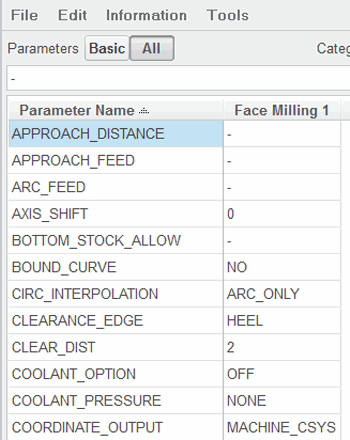 File Edit Information Tools
Parameters Basic All Categ
-
Parameter Name Face Milling 1
APPROACH_DISTANCE -
APPROACH_FEED -
ARC_FEED -
AXIS_SHIFT 0
BOTTOM_STOCK_ALLOW -
BOUND_CURVE NO
CIRC_INTERPOLATION ARC_ONLY
CLEARANCE_EDGE HEEL
CLEAR_DIST 2
COOLANT_OPTION OFF
COOLANT_PRESSURE NONE
COORDINATE_OUTPUT MACHINE_CSYS